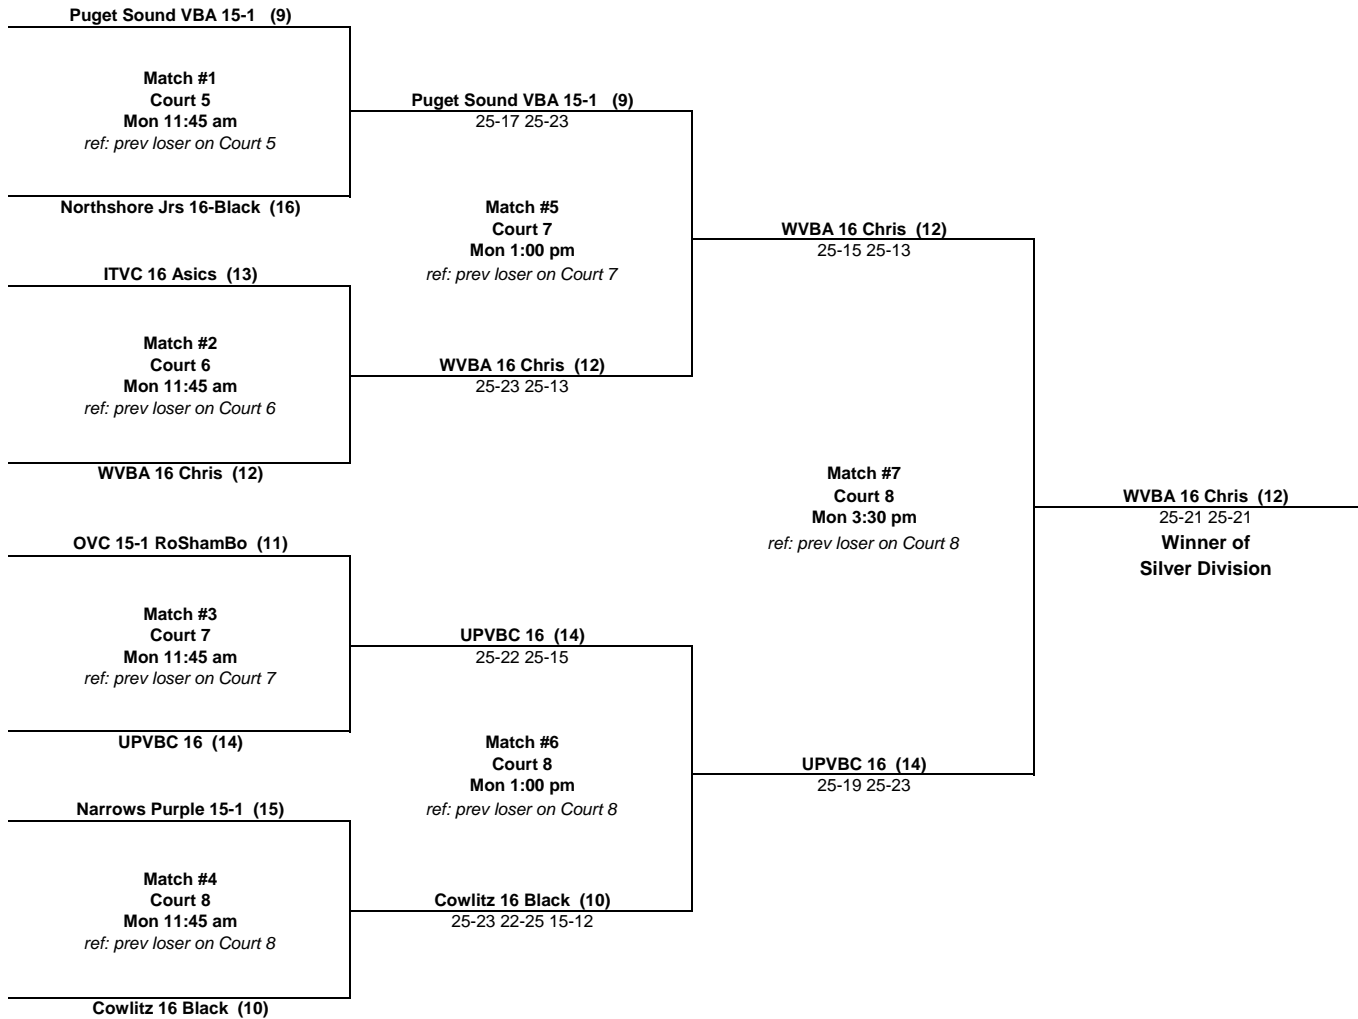 Puget Sound VBA 15-1 (9)
Match #1
Court 5
Mon 11:45 am
ref: prev loser on Court 5
Northshore Jrs 16-Black (16)
ITVC 16 Asics (13)
Match #2
Court 6
Mon 11:45 am
ref: prev loser on Court 6
WVBA 16 Chris (12)
OVC 15-1 RoShamBo (11)
Match #3
Court 7
Mon 11:45 am
ref: prev loser on Court 7
UPVBC 16 (14)
Narrows Purple 15-1 (15)
Match #4
Court 8
Mon 11:45 am
ref: prev loser on Court 8
Cowlitz 16 Black (10)
Puget Sound VBA 15-1 (9)
25-17 25-23
Match #5
Court 7
Mon 1:00 pm
ref: prev loser on Court 7
WVBA 16 Chris (12)
25-23 25-13
UPVBC 16 (14)
25-22 25-15
Match #6
Court 8
Mon 1:00 pm
ref: prev loser on Court 8
Cowlitz 16 Black (10)
25-23 22-25 15-12
WVBA 16 Chris (12)
25-15 25-13
Match #7
Court 8
Mon 3:30 pm
ref: prev loser on Court 8
UPVBC 16 (14)
25-19 25-23
WVBA 16 Chris (12)
25-21 25-21
Winner of
Silver Division